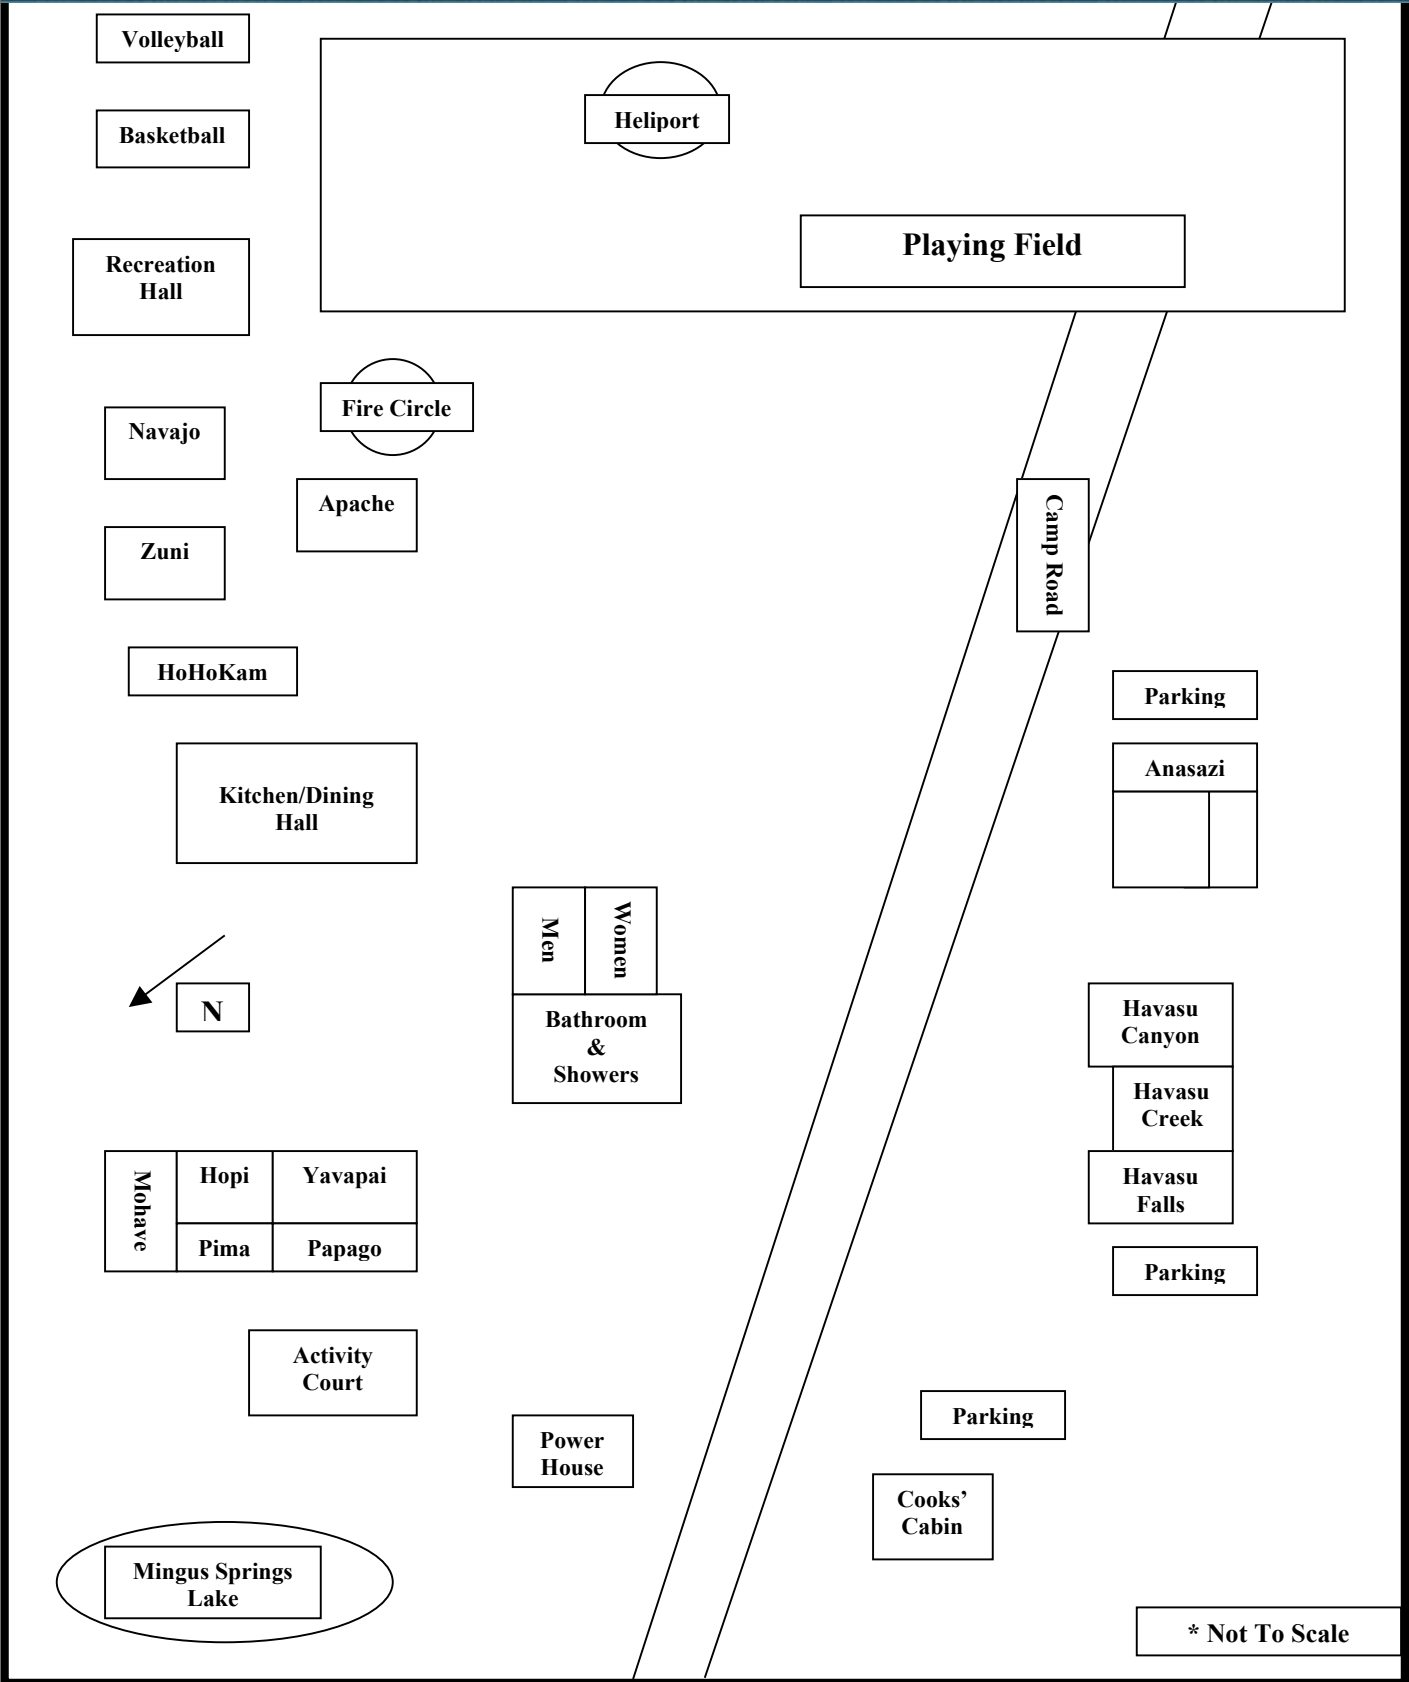 Volleyball
Heliport
Basketball
Playing Field
Recreation
Hall
Fire Circle
Navajo
Apache
Camp Road
Zuni
HoHoKam
Parking
Anasazi
Kitchen/Dining
Hall
Men
Women
N
Bathroom
&
Showers
Havasu
Canyon
Havasu
Creek
Mohave
Hopi
Yavapai
Pima
Papago
Havasu
Falls
Parking
Activity
Court
Parking
Power
House
Cooks’
Cabin
Mingus Springs
Lake
* Not To Scale